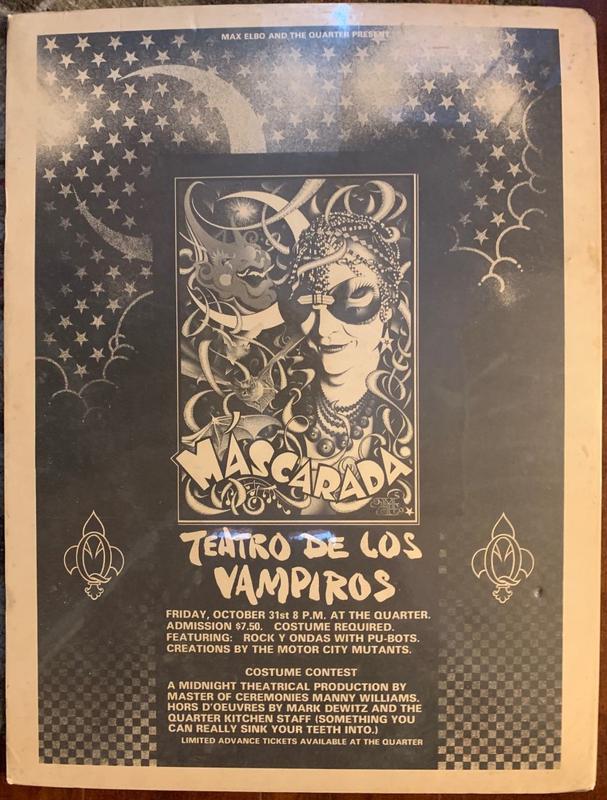 MAX ELBO AND THE QUARTER PRESENT
MASCARADA
TEATRO DE LOS
VAMPIROS
FRIDAY, OCTOBER 31st 8 P.M. AT THE QUARTER.
ADMISSION $7.50. COSTUME REQUIRED.
FEATURING: ROCK Y ONDAS WITH PU-BOTS.
CREATIONS BY THE MOTOR CITY MUTANTS.
COSTUME CONTEST
A MIDNIGHT THEATRICAL PRODUCTION BY
MASTER OF CEREMONIES MANNY WILLIAMS.
HORS D'OEUVRES BY MARK DEWITZ AND THE
QUARTER KITCHEN STAFF (SOMETHING YOU
CAN REALLY SINK YOUR TEETH INTO.)
LIMITED ADVANCE TICKETS AVAILABLE AT THE QUARTER